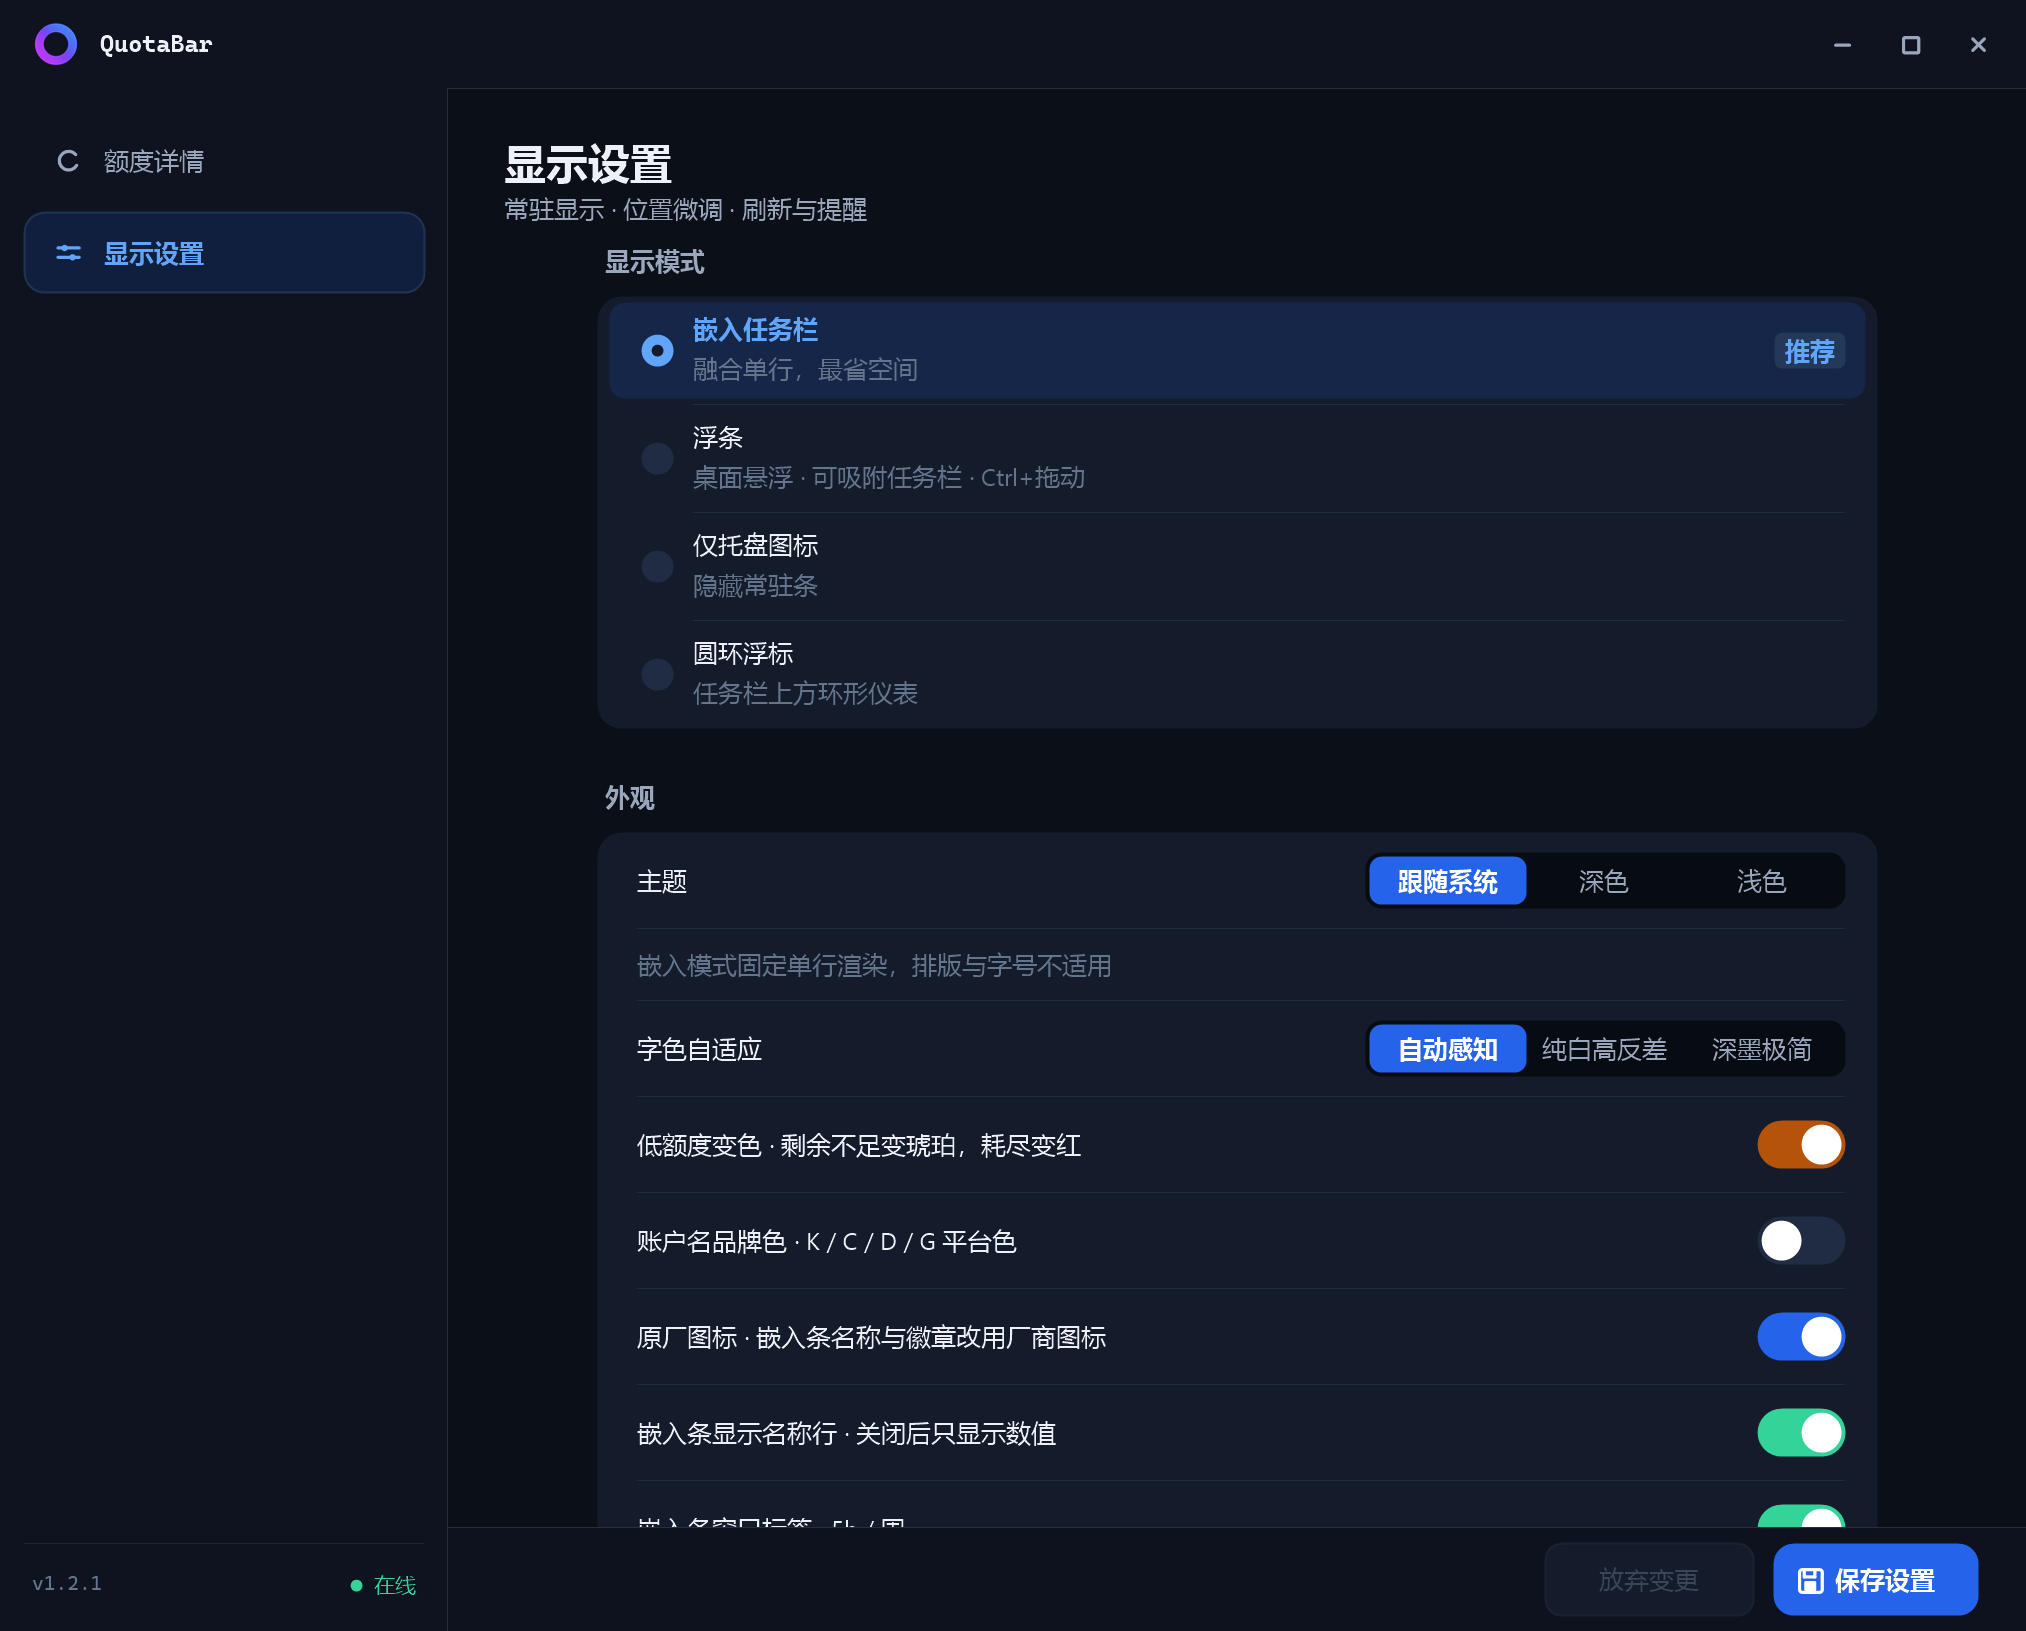 QuotaBar
额度详情
显示设置
显示设置
常驻显示 · 位置微调 · 刷新与提醒
显示模式
嵌入任务栏
融合单行，最省空间
推荐
浮条
桌面悬浮 · 可吸附任务栏 · Ctrl+拖动
仅托盘图标
隐藏常驻条
圆环浮标
任务栏上方环形仪表
外观
主题
跟随系统 深色 浅色
嵌入模式固定单行渲染，排版与字号不适用
字色自适应
自动感知 纯白高反差 深墨极简
低额度变色 · 剩余不足变琥珀，耗尽变红
账户名品牌色 · K / C / D / G 平台色
原厂图标 · 嵌入条名称与徽章改用厂商图标
嵌入条显示名称行 · 关闭后只显示数值
嵌入条窗口标签 · 5h / 周
v1.2.1
在线
放弃变更
保存设置